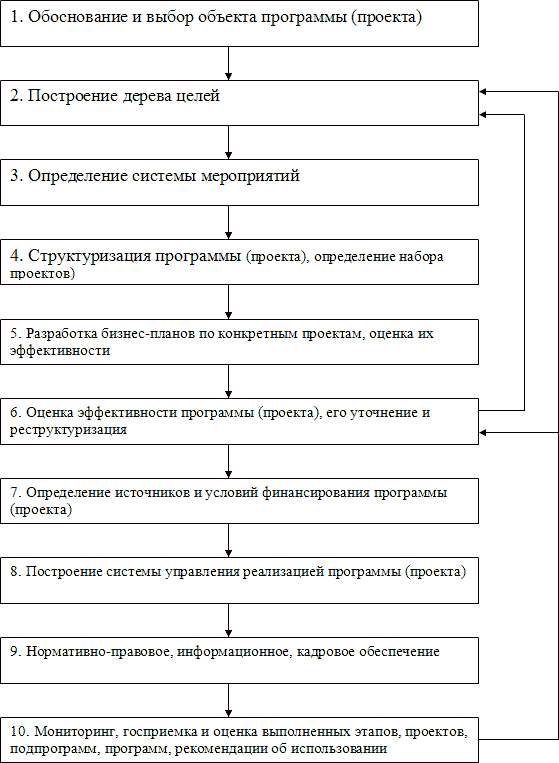 1. Обоснование и выбор объекта программы (проекта)
2. Построение дерева целей
3. Определение системы мероприятий
4. Структуризация программы (проекта), определение набора
проектов)
5. Разработка бизнес-планов по конкретным проектам, оценка их
эффективности
6. Оценка эффективности программы (проекта), его уточнение и
реструктуризация
7. Определение источников и условий финансирования программы
(проекта)
8. Построение системы управления реализацией программы (проекта)
9. Нормативно-правовое, информационное, кадровое обеспечение
10. Мониторинг, госприемка и оценка выполненных этапов, проектов,
подпрограмм, программ, рекомендации об использовании